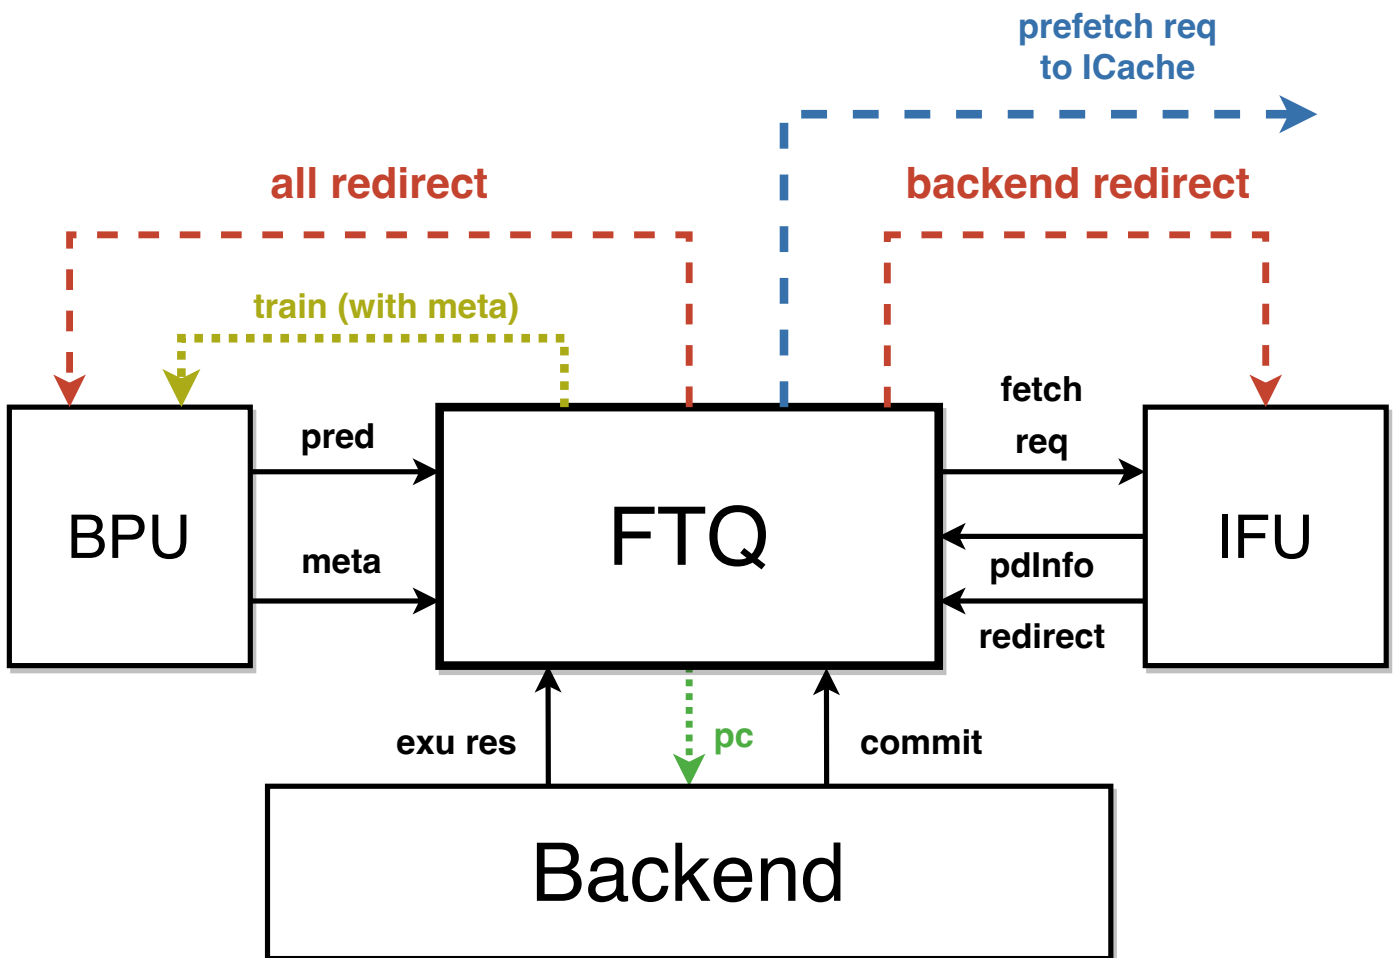 prefetch req
to ICache
all redirect
backend redirect
train (with meta)
fetch
req
pred
BPU
FTQ
IFU
meta
pdInfo
redirect
exu res
pc
commit
Backend